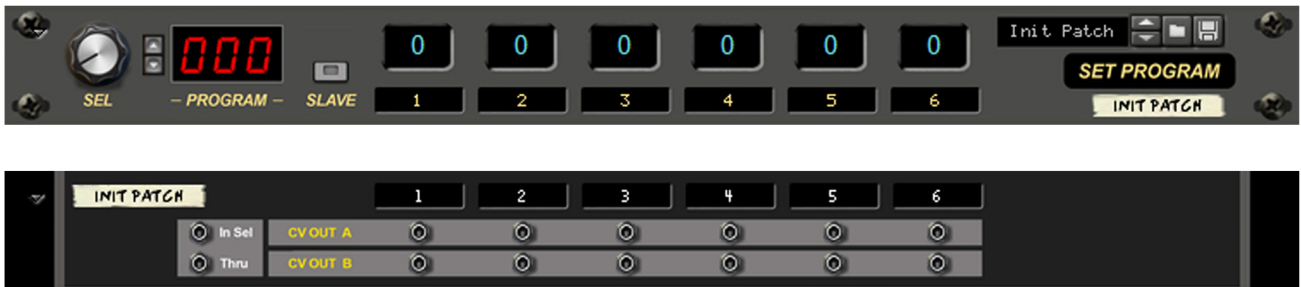 000
0 0 0 0 0 0
Init Patch
SET PROGRAM
SEL – PROGRAM – SLAVE 1 2 3 4 5 6
INIT PATCH
INIT PATCH 1 2 3 4 5 6
In Sel CV OUT A
Thru CV OUT B